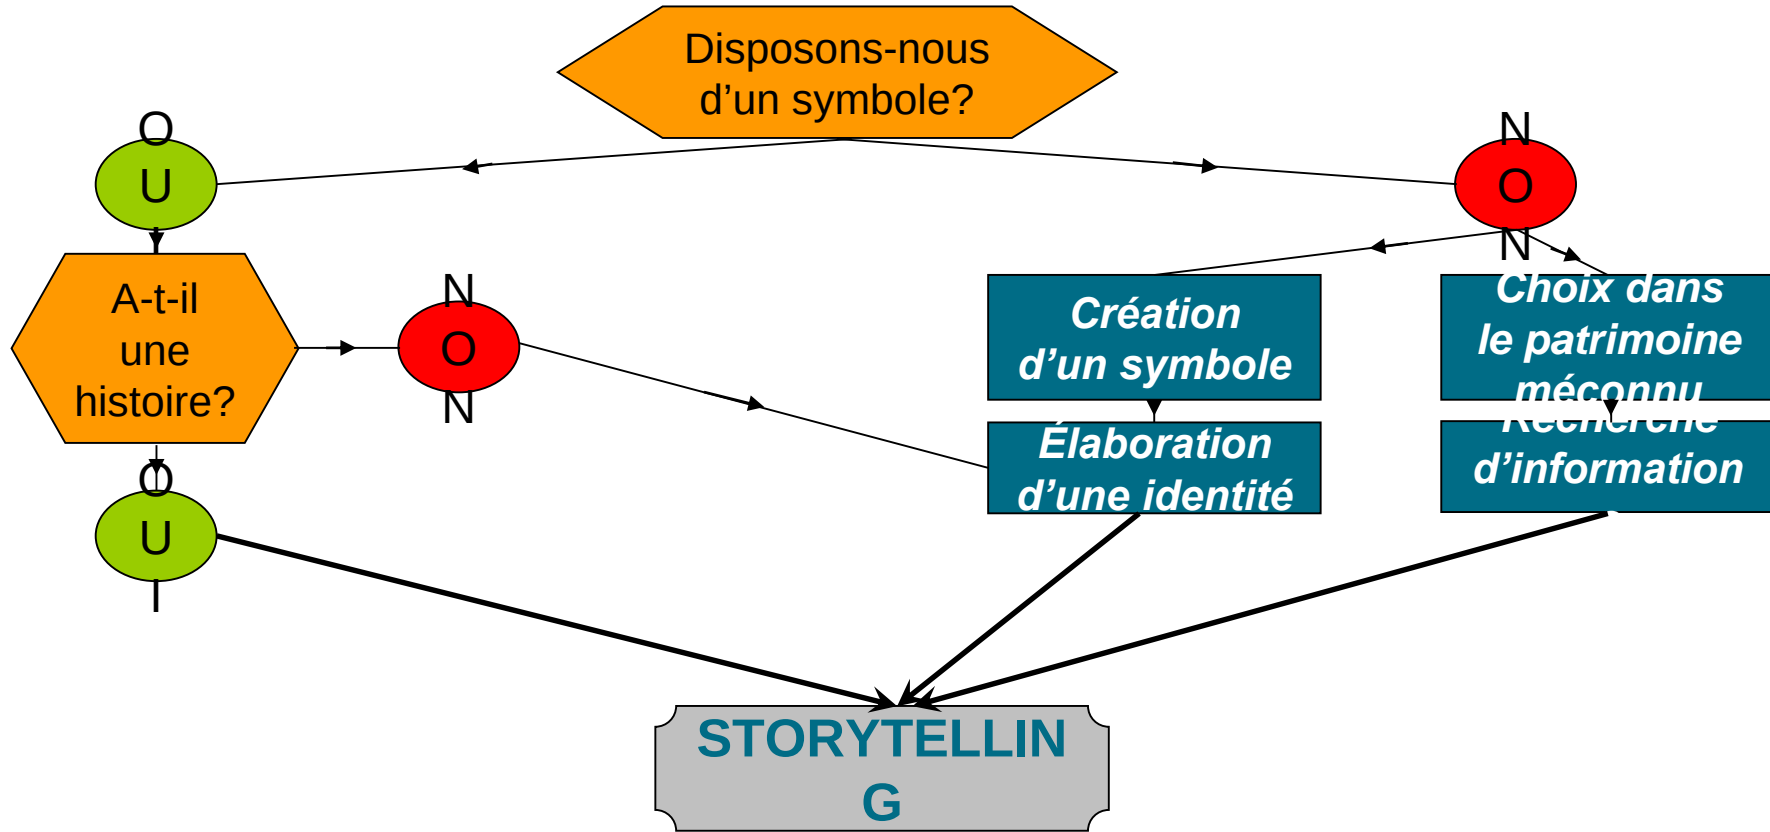 Disposons-nous
d’un symbole?
O
U
I
N
O
N
A-t-il
une
histoire?
N
O
N
Création
d’un symbole
Choix dans
le patrimoine
méconnu
Élaboration
d’une identité
Recherche
d’information
O
U
I
STORYTELLIN
G